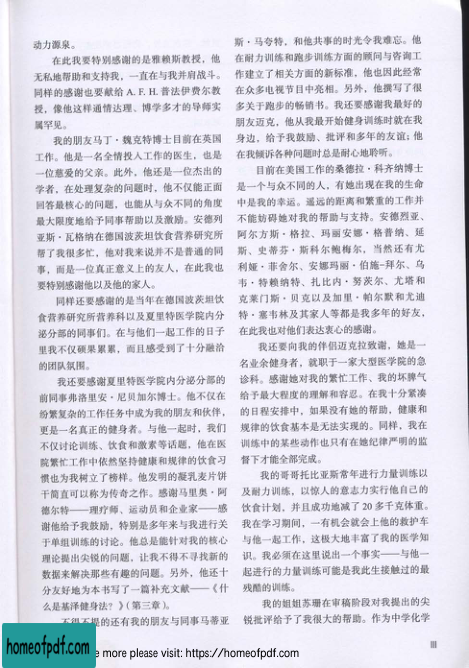 动力源泉。
在此我要特别感谢的是雅赖斯教授，他
无私地帮助和支持我，一直在与我并肩战斗。
同样的感谢也要献给 A. F. H. 普法伊费尔教
授，像他这样通情达理、博学多才的导师实
属罕见。
我的朋友马丁·魏克特博士目前在英国
工作。他是一名全情投入工作的医生，也是
一位慈爱的父亲。此外，他还是一位杰出的
学者，在处理复杂的问题时，他不仅能正面
回答最核心的问题，也能从与众不同的角度
最大限度地给予同事帮助以及激励。安德列
亚斯·瓦格纳在德国波茨坦饮食营养研究所
帮了我很多忙，他对我来说并不是普通的同
事，而是一位真正意义上的友人，在此我也
要特别感谢他以及他的家人。
同样还要感谢的是当年在德国波茨坦饮
食营养研究所营养科以及夏里特医学院内分
泌部的同事们。在与他们一起工作的日子
里我不仅硕果累累，而且感受到了十分融洽
的团队氛围。
我还要感谢夏里特医学院内分泌部的
前同事弗洛里安·尼贝加尔博士。他不仅在
纷繁复杂的工作任务中成为我的朋友和伙伴，
更是一名真正的健身者。与他一起时，我们
不仅讨论训练、饮食和激素等话题，他在医
院繁忙工作中依然坚持健康和规律的饮食习
惯也为我树立了榜样。他发明的凝乳麦片饼
干简直可以称为传奇之作。感谢马里奥·阿
德尔特——理疗师、运动员和企业家——感
谢他给予我鼓励，特别是多年来与我进行关
于单组训练的讨论。他总是能针对我的核心
理论提出尖锐的问题，让我不得不寻找新的
数据来解决那些有趣的问题。另外，他还十
分友好地为本书写了一篇补充文献——《什
么是基泽健身法？》（第三章）。
不得不提的还有我的朋友与同事马蒂亚
斯·马夸特，和他共事的时光令我难忘。他
在耐力训练和跑步训练方面的顾问与咨询工
作建立了相关方面的新标准，他也因此经常
在众多电视节目中亮相。另外，他撰写了很
多关于跑步的畅销书。我还要感谢我最好的
朋友迈克，他从我最开始健身训练时就在我
身边，给予我鼓励、批评和多年的友谊；他
在我倾诉各种问题时总是耐心地聆听。
目前在美国工作的桑德拉·科齐纳博士
是一个与众不同的人，有她出现在我的生命
中是我的幸运。遥远的距离和繁重的工作并
不能妨碍她对我的帮助与支持。安德烈亚、
阿尔方斯·格拉、玛丽安娜·格普纳、延
斯、史蒂芬·斯科尔鲍梅尔，当然还有尤
利娅·菲舍尔、安娜玛丽·伯施-拜尔、乌
韦·特赖纳特、扎比内·努茨尔、尤塔和
克莱门斯·贝克以及加里·帕尔默和尤迪
特·塞韦林及其家人等都是我多年的好友，
在此我也对他们表达衷心的感谢。
我还要向我的伴侣迈克拉致谢，她是一
名业余健身者，就职于一家大型医学院的急
诊科。感谢她对我的繁忙工作、我的坏脾气
给予最大程度的理解和容忍。在我十分紧凑
的日程安排中，如果没有她的帮助，健康和
规律的饮食基本是无法实现的。同样，我在
训练中的某些动作也只有在她纪律严明的监
督下才能全部完成。
我的哥哥托比亚斯常年进行力量训练以
及耐力训练，以惊人的意志力实行他自己的
饮食计划，并且成功地减了 20 多千克体重。
我在学习期间，一有机会就会上他的救护车
与他一起工作，这极大地丰富了我的医学知
识。我必须在这里说出一个事实——与他一
起进行的力量训练可能是我此生接触过的最
残酷的训练。
我的姐姐苏珊在审稿阶段对我提出的尖
锐批评给予了我很大的帮助。作为中学化学
III
homeofpdf.com
e more please visit: https://homeofpdf.com